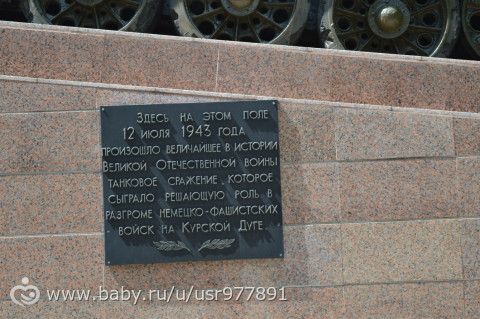 Здесь на этом поле
12 июля 1943 года
произошло величайшее в истории
Великой Отечественной войны
танковое сражение, которое
сыграло решающую роль в
разгроме немецко-фашистских
войск на Курской Дуге.
www.baby.ru/u/usr977891